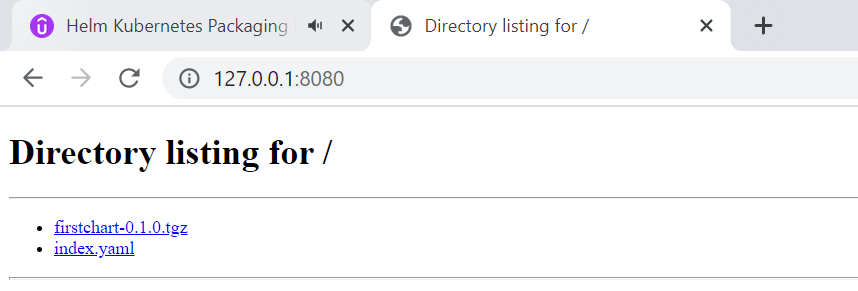 Helm Kubernetes Packaging
Directory listing for /
127.0.0.1:8080
Directory listing for /
firstchart-0.1.0.tgz
index.yaml